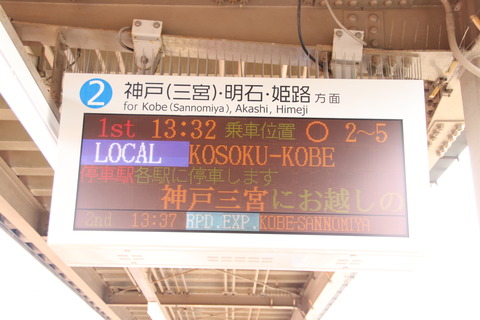 2 神戸(三宮)・明石・姫路方面
for Kobe (Sannomiya), Akashi, Himeji
1st 13:32 乗車位置 ○ 2~5
LOCAL KOSOKU-KOBE
停車駅各駅に停車します
神戸三宮にお越しの
2nd 13:37 RPD.EXP. KOBE-SANNOMIYA